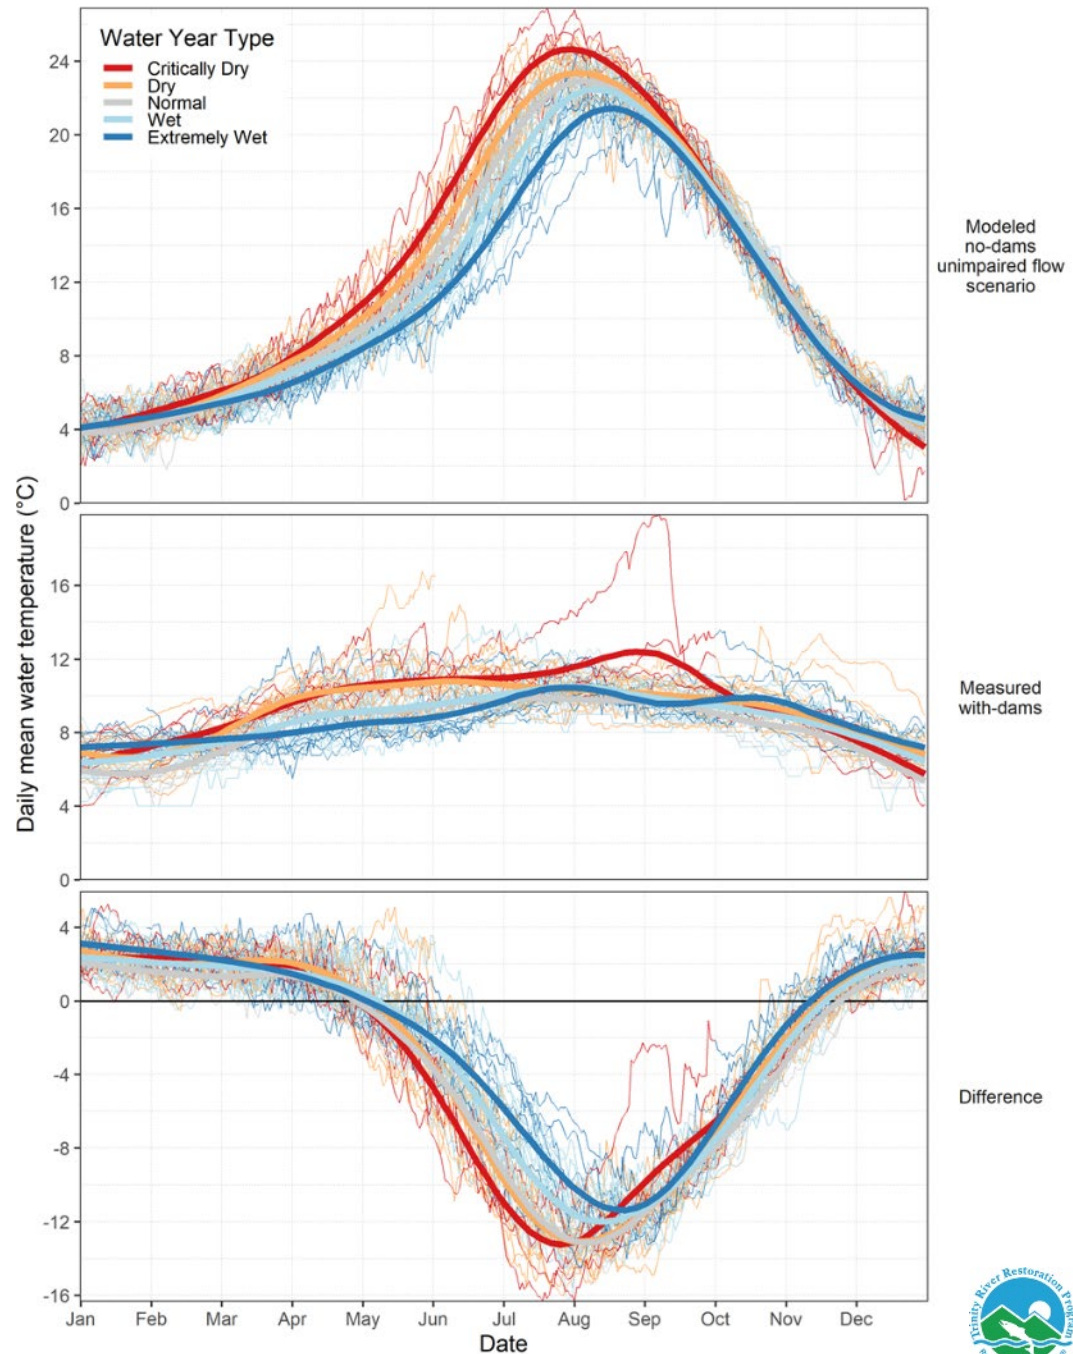 Water Year Type
Critically Dry
Dry
Normal
Wet
Extremely Wet
24
20
16
12
8
4
0
Modeled
no-dams
unimpaired flow
scenario
Daily mean water temperature (°C)
16
12
8
4
0
Measured
with-dams
4
0
-4
-8
-12
-16
Difference
Jan Feb Mar Apr May Jun Jul Aug Sep Oct Nov Dec
Date
Trinity River Restoration Program